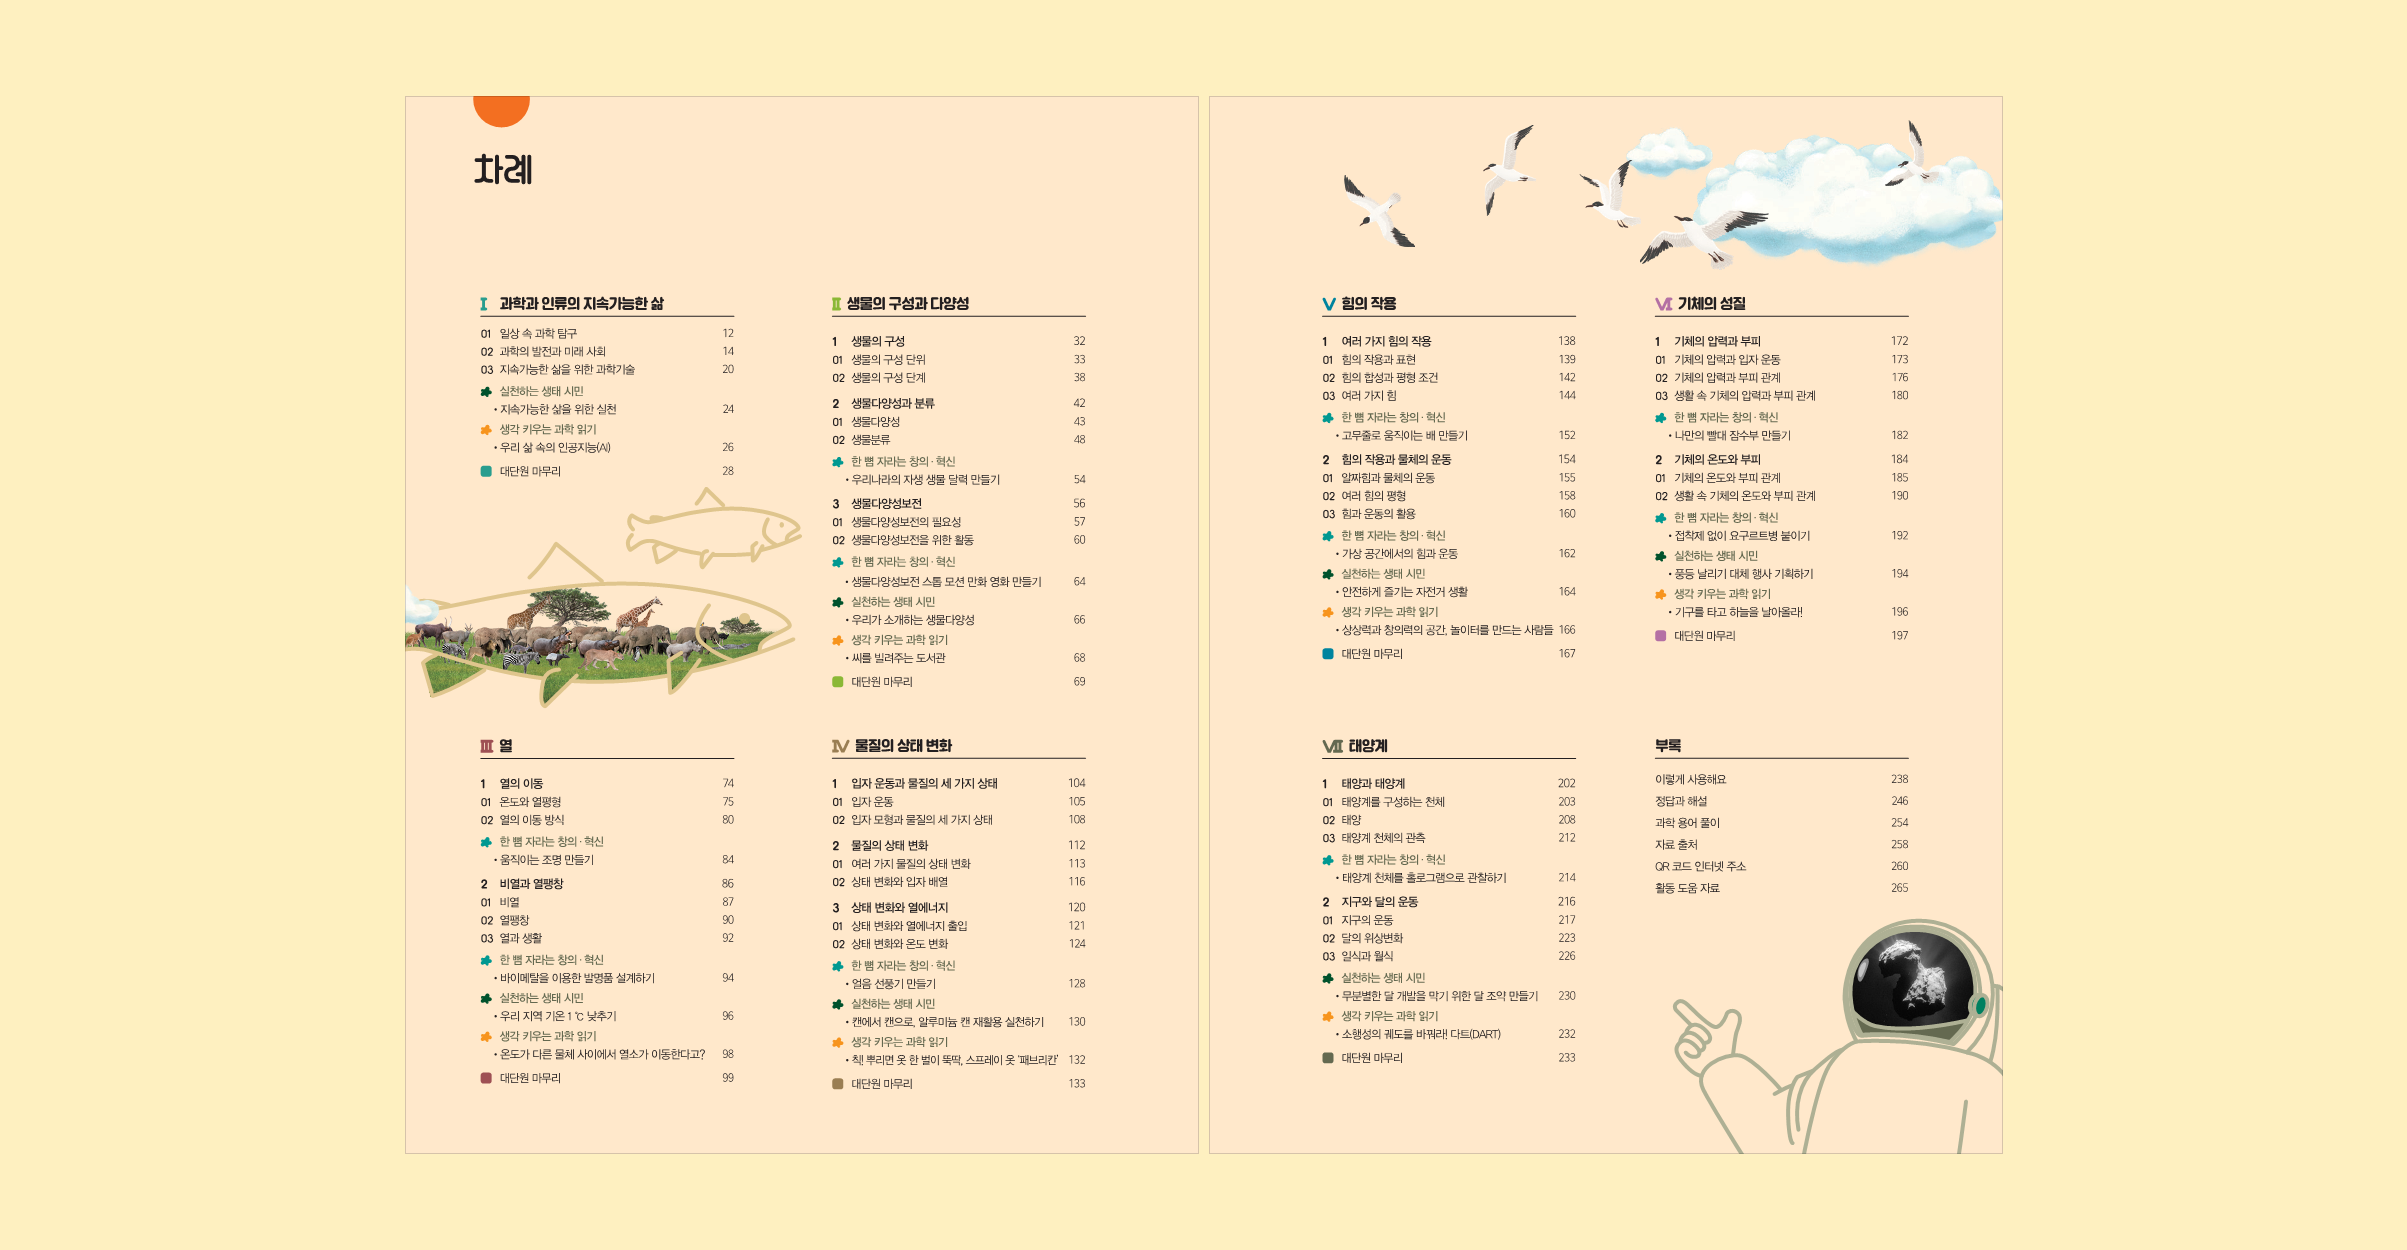 차례
Ⅰ 과학과 인류의 지속가능한 삶
01 일상 속 과학 탐구 12
02 과학의 발전과 미래 사회 14
03 지속가능한 삶을 위한 과학기술 20
실천하는 생태 시민
• 지속가능한 삶을 위한 실천 24
생각 키우는 과학 읽기
• 우리 삶 속의 인공지능(AI) 26
대단원 마무리 28
Ⅱ 생물의 구성과 다양성
1 생물의 구성 32
01 생물의 구성 단위 33
02 생물의 구성 단계 38
2 생물다양성과 분류 42
01 생물다양성 43
02 생물분류 48
한 뼘 자라는 창의·혁신
• 우리나라의 자생 생물 달력 만들기 54
3 생물다양성보전 56
01 생물다양성보전의 필요성 57
02 생물다양성보전을 위한 활동 60
한 뼘 자라는 창의·혁신
• 생물다양성보전 스톱 모션 만화 영화 만들기 64
실천하는 생태 시민
• 우리가 소개하는 생물다양성 66
생각 키우는 과학 읽기
• 씨를 빌려주는 도서관 68
대단원 마무리 69
Ⅲ 열
1 열의 이동 74
01 온도와 열평형 75
02 열의 이동 방식 80
한 뼘 자라는 창의·혁신
• 움직이는 조명 만들기 84
2 비열과 열팽창 86
01 비열 87
02 열팽창 90
03 열과 생활 92
한 뼘 자라는 창의·혁신
• 바이메탈을 이용한 발명품 설계하기 94
실천하는 생태 시민
• 우리 지역 기온 1 ℃ 낮추기 96
생각 키우는 과학 읽기
• 온도가 다른 물체 사이에서 열소가 이동한다고? 98
대단원 마무리 99
Ⅳ 물질의 상태 변화
1 입자 운동과 물질의 세 가지 상태 104
01 입자 운동 105
02 입자 모형과 물질의 세 가지 상태 108
2 물질의 상태 변화 112
01 여러 가지 물질의 상태 변화 113
02 상태 변화와 입자 배열 116
3 상태 변화와 열에너지 120
01 상태 변화와 열에너지 출입 121
02 상태 변화와 온도 변화 124
한 뼘 자라는 창의·혁신
• 얼음 선풍기 만들기 128
실천하는 생태 시민
• 캔에서 캔으로, 알루미늄 캔 재활용 실천하기 130
생각 키우는 과학 읽기
• 칙! 뿌리면 옷 한 벌이 뚝딱, 스프레이 옷 '패브리칸' 132
대단원 마무리 133
Ⅴ 힘의 작용
1 여러 가지 힘의 작용 138
01 힘의 작용과 표현 139
02 힘의 합성과 평형 조건 142
03 여러 가지 힘 144
한 뼘 자라는 창의·혁신
• 고무줄로 움직이는 배 만들기 152
2 힘의 작용과 물체의 운동 154
01 알짜힘과 물체의 운동 155
02 여러 힘의 평형 158
03 힘과 운동의 활용 160
한 뼘 자라는 창의·혁신
• 가상 공간에서의 힘과 운동 162
실천하는 생태 시민
• 안전하게 즐기는 자전거 생활 164
생각 키우는 과학 읽기
• 상상력과 창의력의 공간, 놀이터를 만드는 사람들 166
대단원 마무리 167
Ⅵ 기체의 성질
1 기체의 압력과 부피 172
01 기체의 압력과 입자 운동 173
02 기체의 압력과 부피 관계 176
03 생활 속 기체의 압력과 부피 관계 180
한 뼘 자라는 창의·혁신
• 나만의 빨대 잠수부 만들기 182
2 기체의 온도와 부피 184
01 기체의 온도와 부피 관계 185
02 생활 속 기체의 온도와 부피 관계 190
한 뼘 자라는 창의·혁신
• 접착제 없이 요구르트병 붙이기 192
실천하는 생태 시민
• 풍등 날리기 대체 행사 기획하기 194
생각 키우는 과학 읽기
• 기구를 타고 하늘을 날아올라! 196
대단원 마무리 197
Ⅶ 태양계
1 태양과 태양계 202
01 태양계를 구성하는 천체 203
02 태양 208
03 태양계 천체의 관측 212
한 뼘 자라는 창의·혁신
• 태양계 천체를 홀로그램으로 관찰하기 214
2 지구와 달의 운동 216
01 지구의 운동 217
02 달의 위상변화 223
03 일식과 월식 226
실천하는 생태 시민
• 무분별한 달 개발을 막기 위한 달 조약 만들기 230
생각 키우는 과학 읽기
• 소행성의 궤도를 바꿔라! 다트(DART) 232
대단원 마무리 233
부록
이렇게 사용해요 238
정답과 해설 246
과학 용어 풀이 254
자료 출처 258
QR 코드 인터넷 주소 260
활동 도움 자료 265